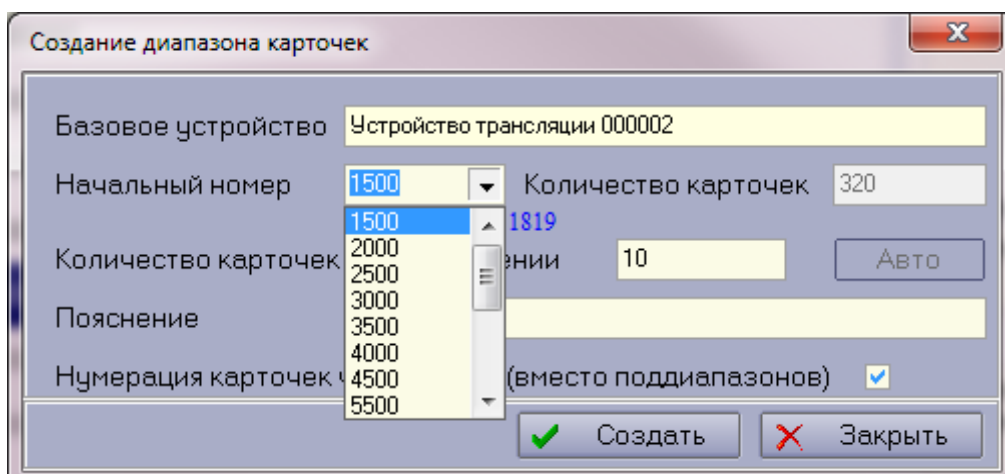 Создание диапазона карточек
Базовое устройство Устройство трансляции 000002
Начальный номер 1500 Количество карточек 320
1500 1819
2000
Количество карточек ении 10 Авто
2500
3000
Пояснение 3500
4000
Нумерация карточек ч 4500 (вместо поддиапазонов)
5500
Создать Закрыть